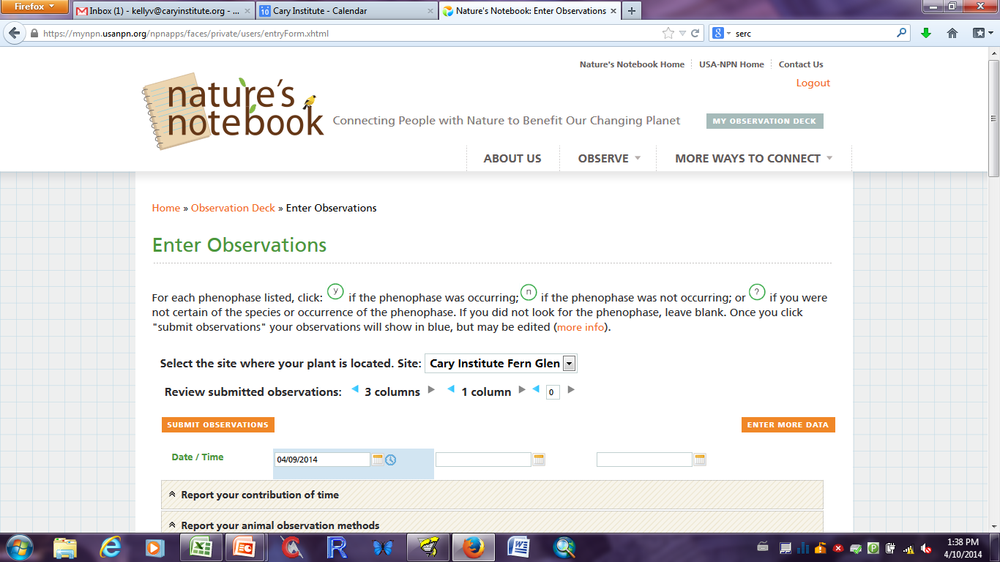 Firefox
Inbox (1) - kellyv@caryinstitute.org - ...
10 Cary Institute - Calendar
Nature's Notebook: Enter Observations
https://mynpn.usanpn.org/npnapps/faces/private/users/entryForm.xhtml
serc
Nature's Notebook Home USA-NPN Home Contact Us
Logout
nature's
notebook
Connecting People with Nature to Benefit Our Changing Planet
MY OBSERVATION DECK
ABOUT US OBSERVE MORE WAYS TO CONNECT
Home » Observation Deck » Enter Observations
Enter Observations
For each phenophase listed, click: y if the phenophase was occurring; n if the phenophase was not occurring; or ? if you were
not certain of the species or occurrence of the phenophase. If you did not look for the phenophase, leave blank. Once you click
"submit observations" your observations will show in blue, but may be edited (more info).
Select the site where your plant is located. Site: Cary Institute Fern Glen
Review submitted observations: 3 columns 1 column 0
SUBMIT OBSERVATIONS ENTER MORE DATA
Date / Time 04/09/2014
Report your contribution of time
Report your animal observation methods
1:38 PM
4/10/2014